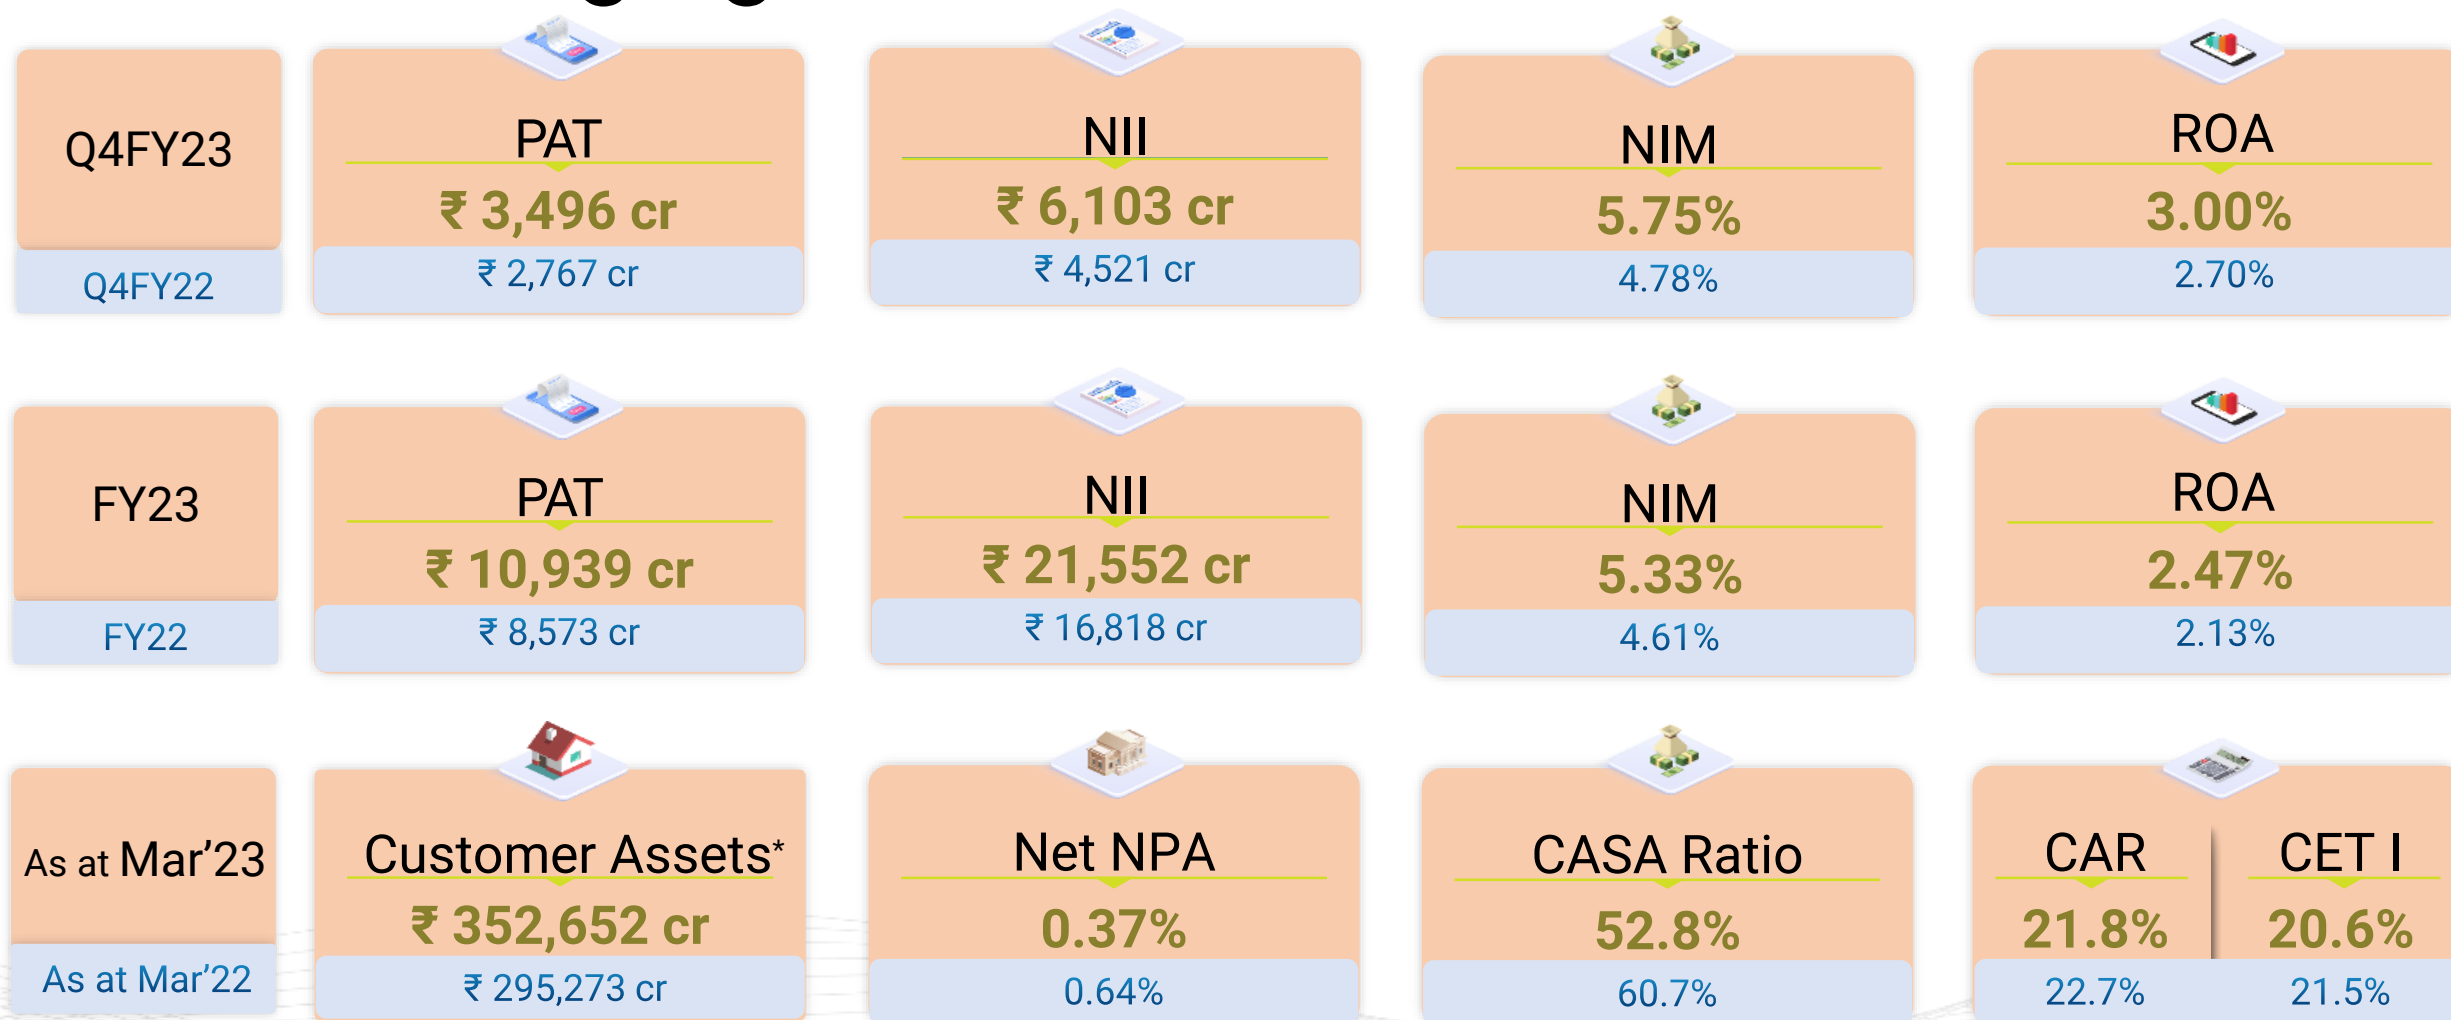 Q4FY23
Q4FY22
PAT
₹ 3,496 cr
₹ 2,767 cr
NII
₹ 6,103 cr
₹ 4,521 cr
NIM
5.75%
4.78%
ROA
3.00%
2.70%
FY23
FY22
PAT
₹ 10,939 cr
₹ 8,573 cr
NII
₹ 21,552 cr
₹ 16,818 cr
NIM
5.33%
4.61%
ROA
2.47%
2.13%
As at Mar’23
As at Mar’22
Customer Assets*
₹ 352,652 cr
₹ 295,273 cr
Net NPA
0.37%
0.64%
CASA Ratio
52.8%
60.7%
CAR
21.8%
22.7%
CET I
20.6%
21.5%